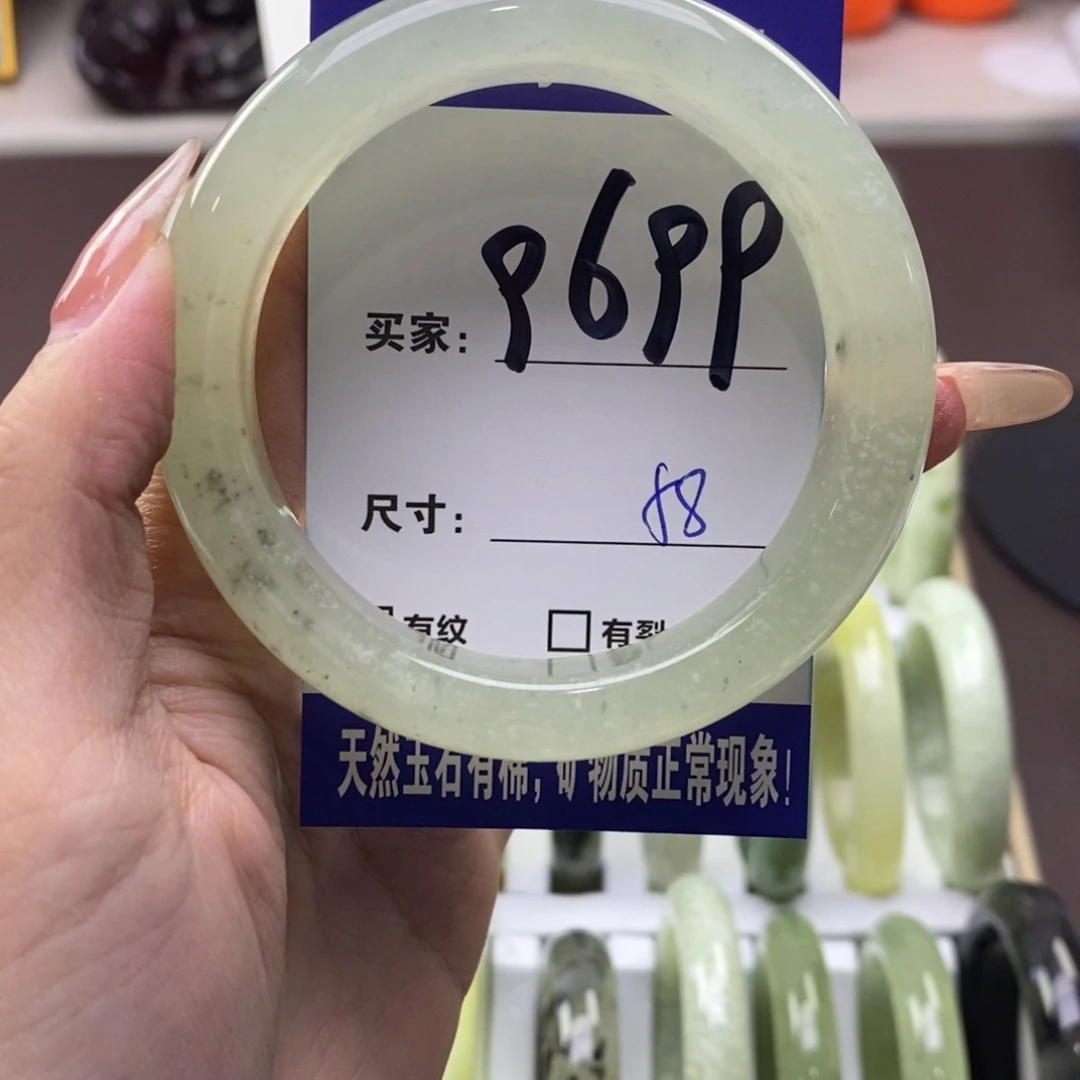 买家: 9699
尺寸: 58
有纹 □ 有裂
天然玉石有棉,矿物质正常现象!